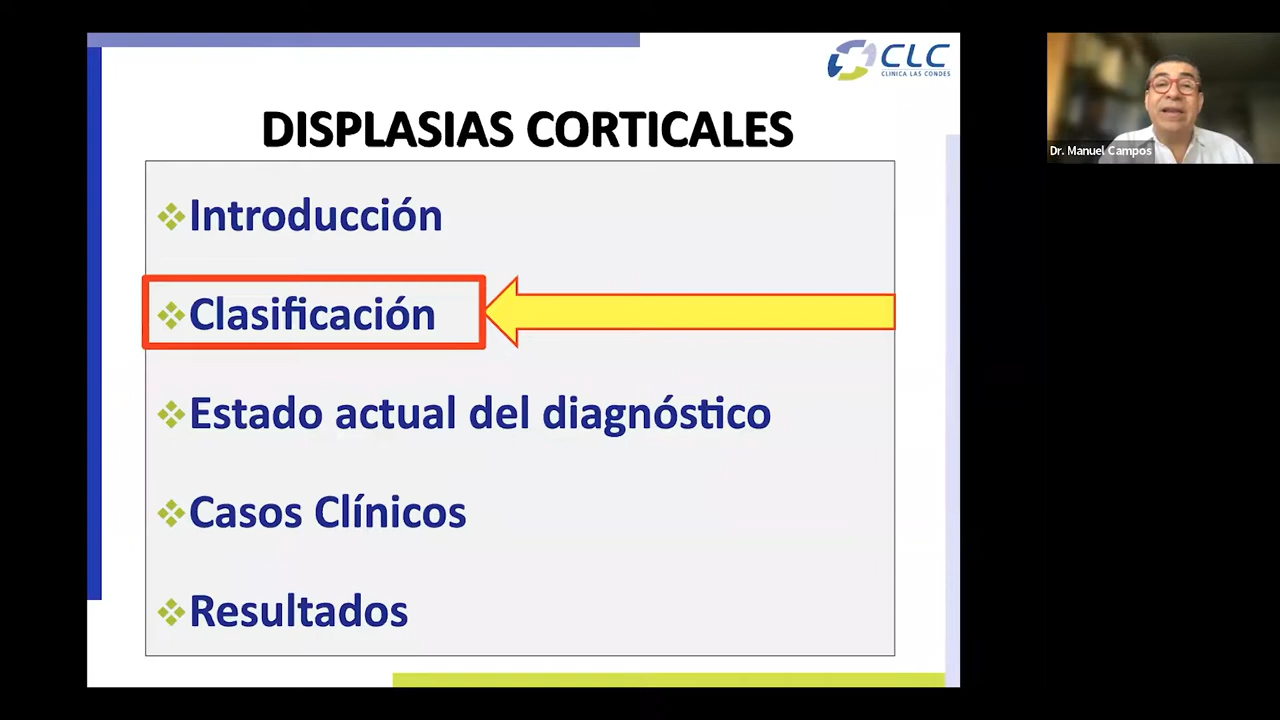 CLC
CLINICA LAS CONDES
DISPLASIAS CORTICALES
Introducción
Clasificación
Estado actual del diagnóstico
Casos Clínicos
Resultados
Dr. Manuel Campos